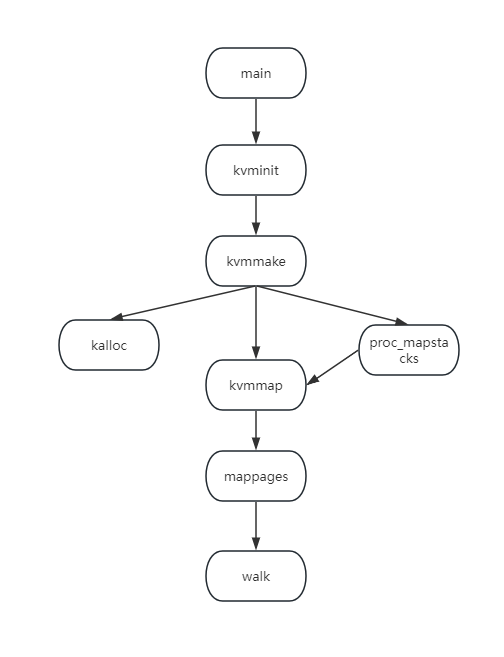 main
kvminit
kvmmake
kalloc
proc_mapsta
cks
kvmmap
mappages
walk